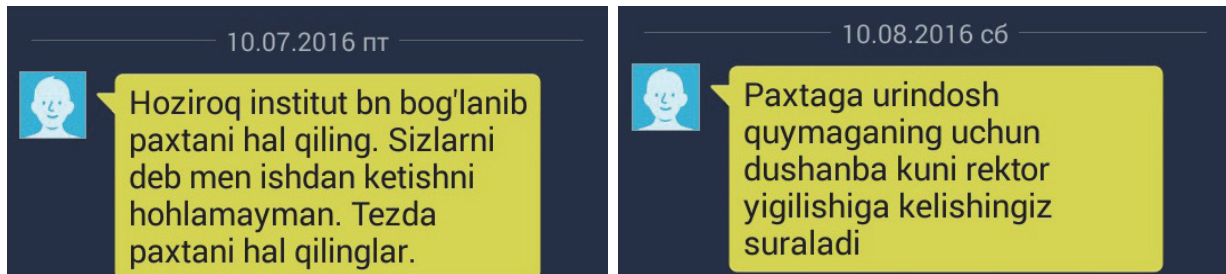 10.07.2016 пт
Hoziroq institut bn bog'lanib
paxtani hal qiling. Sizlarni
deb men ishdan ketishni
hohlamayman. Tezda
paxtani hal qilinglar.
10.08.2016 сб
Paxtaga urindosh
quymaganing uchun
dushanba kuni rektor
yigilishiga kelishingiz
suraladi